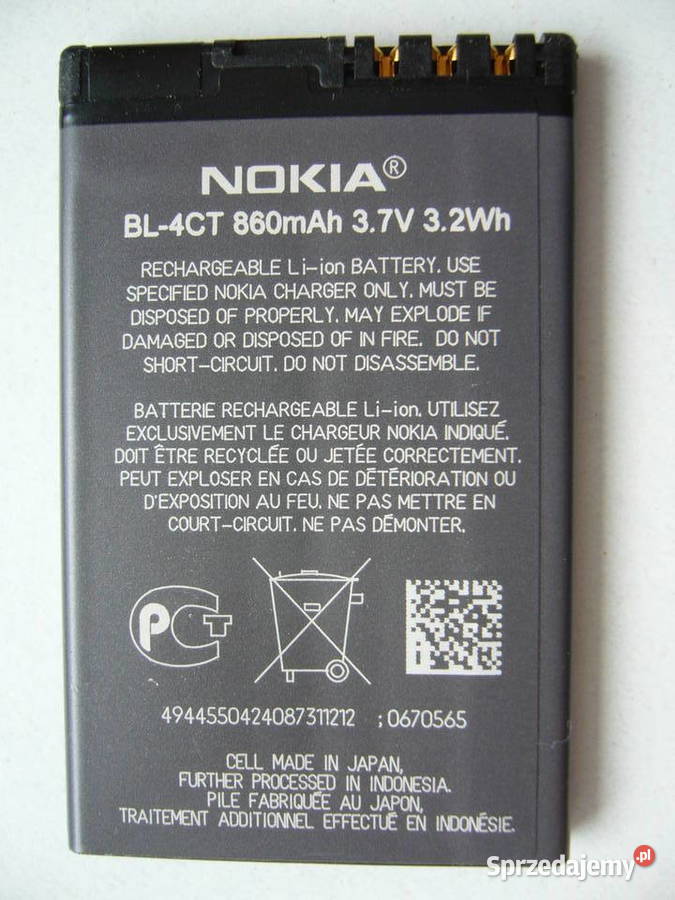 NOKIA®
BL-4CT 860mAh 3.7V 3.2Wh
RECHARGEABLE Li-ion BATTERY. USE
SPECIFIED NOKIA CHARGER ONLY. MUST BE
DISPOSED OF PROPERLY. MAY EXPLODE IF
DAMAGED OR DISPOSED OF IN FIRE. DO NOT
SHORT-CIRCUIT. DO NOT DISASSEMBLE.
BATTERIE RECHARGEABLE Li-ion. UTILISEZ
EXCLUSIVEMENT LE CHARGEUR NOKIA INDIQUÉ.
DOIT ÊTRE RECYCLÉE OU JETÉE CORRECTEMENT.
PEUT EXPLOSER EN CAS DE DÉTÉRIORATION OU
D'EXPOSITION AU FEU. NE PAS METTRE EN
COURT-CIRCUIT. NE PAS DÉMONTER.
PCT
4944550424087311212 ;0670565
CELL MADE IN JAPAN,
FURTHER PROCESSED IN INDONESIA.
PILE FABRIQUÉE AU JAPON,
TRAITEMENT ADDITIONNEL EFFECTUÉ EN INDONÉSIE.
Sprzedajemy.pl